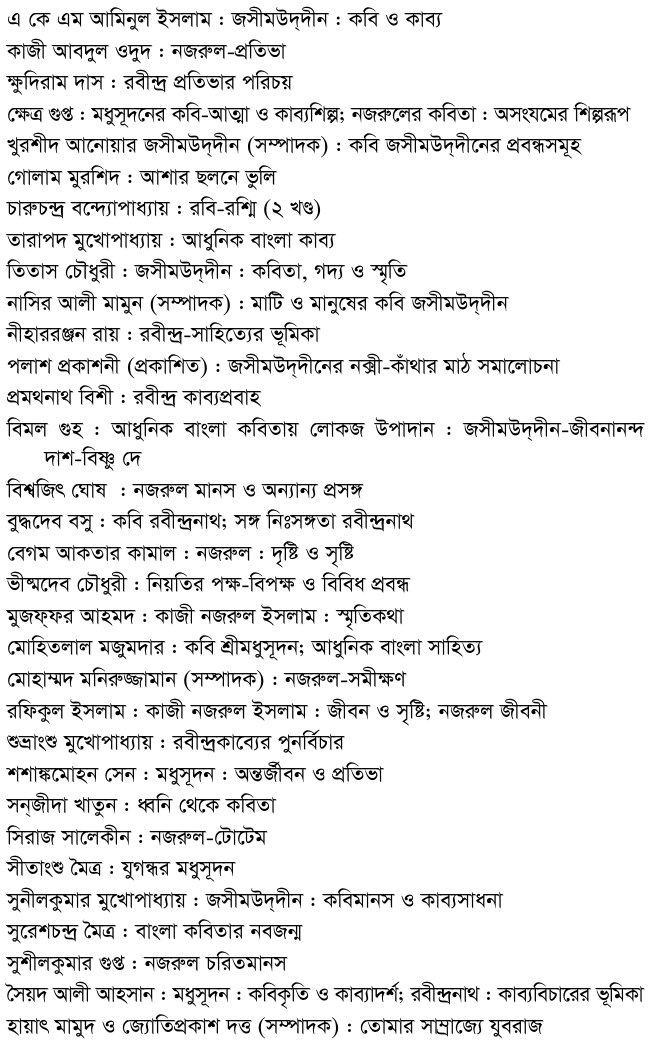 এ কে এম আমিনুল ইসলাম : জসীমউদ্‌দীন : কবি ও কাব্য
কাজী আবদুল ওদুদ : নজরুল-প্রতিভা
ক্ষুদিরাম দাস : রবীন্দ্র প্রতিভার পরিচয়
ক্ষেত্র গুপ্ত : মধুসূদনের কবি-আত্মা ও কাব্যশিল্প; নজরুলের কবিতা : অসংযমের শিল্পরূপ
খুরশীদ আনোয়ার জসীমউদ্‌দীন (সম্পাদক) : কবি জসীমউদ্‌দীনের প্রবন্ধসমূহ
গোলাম মুরশিদ : আশার ছলনে ভুলি
চারুচন্দ্র বন্দ্যোপাধ্যায় : রবি-রশ্মি (২ খণ্ড)
তারাপদ মুখোপাধ্যায় : আধুনিক বাংলা কাব্য
তিতাস চৌধুরী : জসীমউদ্‌দীন : কবিতা, গদ্য ও স্মৃতি
নাসির আলী মামুন (সম্পাদক) : মাটি ও মানুষের কবি জসীমউদ্‌দীন
নীহাররঞ্জন রায় : রবীন্দ্র-সাহিত্যের ভূমিকা
পলাশ প্রকাশনী (প্রকাশিত) : জসীমউদ্‌দীনের নক্সী-কাঁথার মাঠ সমালোচনা
প্রমথনাথ বিশী : রবীন্দ্র কাব্যপ্রবাহ
বিমল গুহ : আধুনিক বাংলা কবিতায় লোকজ উপাদান : জসীমউদ্‌দীন-জীবনানন্দ
দাশ-বিষ্ণু দে
বিশ্বজিৎ ঘোষ : নজরুল মানস ও অন্যান্য প্রসঙ্গ
বুদ্ধদেব বসু : কবি রবীন্দ্রনাথ; সঙ্গ নিঃসঙ্গতা রবীন্দ্রনাথ
বেগম আকতার কামাল : নজরুল : দৃষ্টি ও সৃষ্টি
ভীষ্মদেব চৌধুরী : নিয়তির পক্ষ-বিপক্ষ ও বিবিধ প্রবন্ধ
মুজফ্‌ফর আহমদ : কাজী নজরুল ইসলাম : স্মৃতিকথা
মোহিতলাল মজুমদার : কবি শ্রীমধুসূদন; আধুনিক বাংলা সাহিত্য
মোহাম্মদ মনিরুজ্জামান (সম্পাদক) : নজরুল-সমীক্ষণ
রফিকুল ইসলাম : কাজী নজরুল ইসলাম : জীবন ও সৃষ্টি; নজরুল জীবনী
শুভ্রাংশু মুখোপাধ্যায় : রবীন্দ্রকাব্যের পুনর্বিচার
শশাঙ্কমোহন সেন : মধুসূদন : অন্তর্জীবন ও প্রতিভা
সন্‌জীদা খাতুন : ধ্বনি থেকে কবিতা
সিরাজ সালেকীন : নজরুল-টোটেম
সীতাংশু মৈত্র : যুগন্ধর মধুসূদন
সুনীলকুমার মুখোপাধ্যায় : জসীমউদ্‌দীন : কবিমানস ও কাব্যসাধনা
সুরেশচন্দ্র মৈত্র : বাংলা কবিতার নবজন্ম
সুশীলকুমার গুপ্ত : নজরুল চরিতমানস
সৈয়দ আলী আহসান : মধুসূদন : কবিকৃতি ও কাব্যাদর্শ; রবীন্দ্রনাথ : কাব্যবিচারের ভূমিকা
হায়াৎ মামুদ ও জ্যোতিপ্রকাশ দত্ত (সম্পাদক) : তোমার সাম্রাজ্যে যুবরাজ